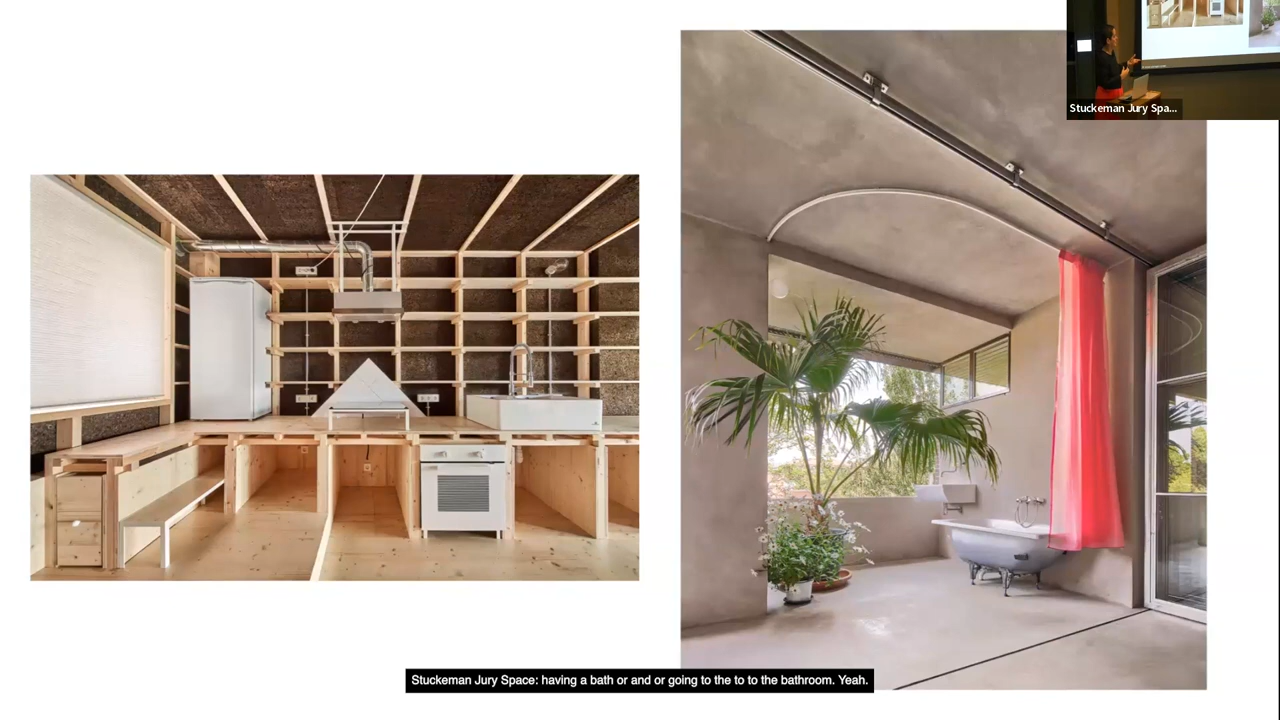 Stuckeman Jury Spa...
Stuckeman Jury Space: having a bath or and or going to the to to the bathroom. Yeah.